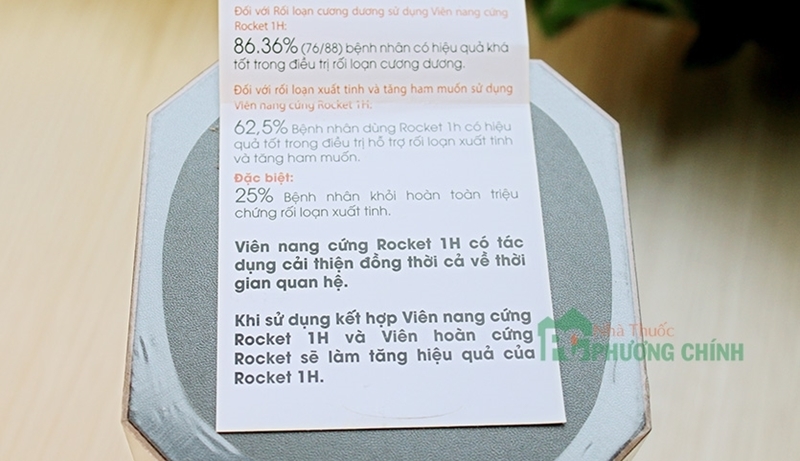 Đối với Rối loạn cương dương sử dụng Viên nang cứng
Rocket 1H:
86.36% (76/88) bệnh nhân có hiệu quả khá
tốt trong điều trị rối loạn cương dương.
Đối với rối loạn xuất tinh và tăng ham muốn sử dụng
Viên nang cứng Rocket 1H:
62,5% Bệnh nhân dùng Rocket 1h có hiệu
quả tốt trong điều trị hỗ trợ rối loạn xuất tinh
và tăng ham muốn.
Đặc biệt:
25% Bệnh nhân khỏi hoàn toàn triệu
chứng rối loạn xuất tinh.
Viên nang cứng Rocket 1H có tác
dụng cải thiện đồng thời cả về thời
gian quan hệ.
Khi sử dụng kết hợp Viên nang cứng
Rocket 1H và Viên hoàn cứng
Rocket sẽ làm tăng hiệu quả của
Rocket 1H.
Nhà Thuốc
PHƯƠNG CHÍNH